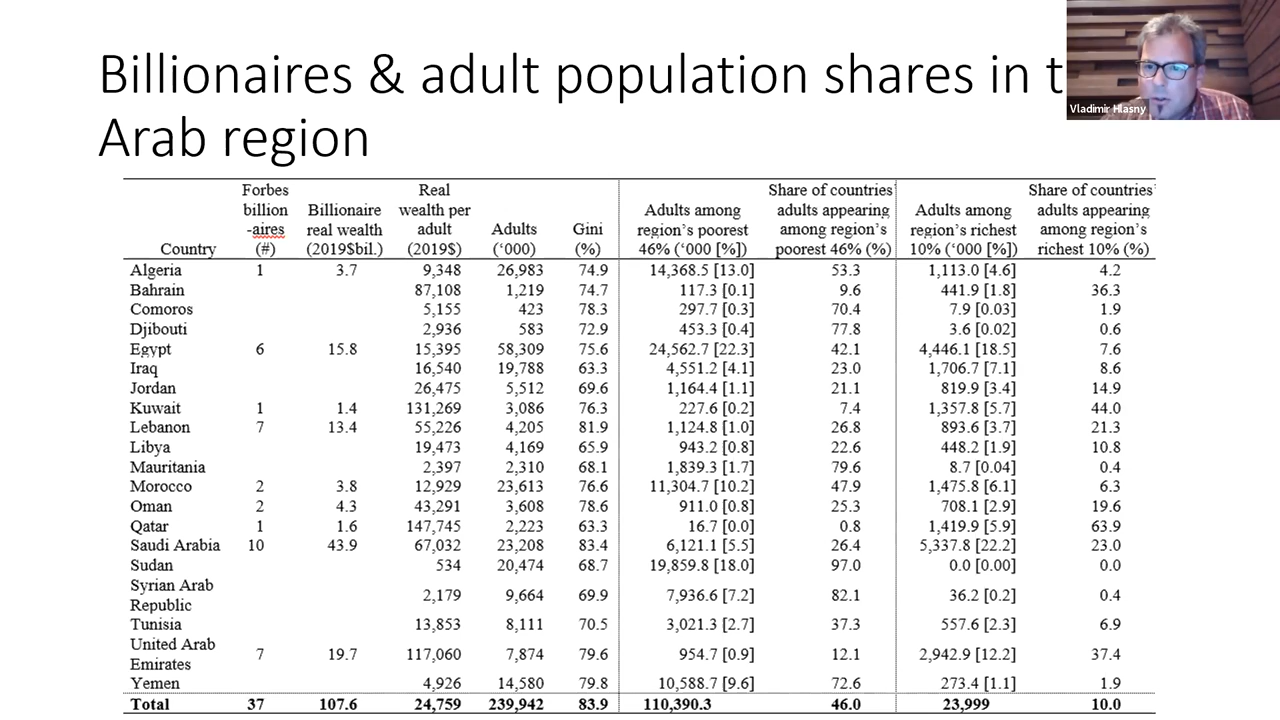 Billionaires & adult population shares in t
Arab region
Vladimir Hlasny
Country | Forbes billion-aires (#) | Billionaire real wealth (2019$bil.) | Real wealth per adult (2019$) | Adults (‘000) | Gini (%) | Adults among region’s poorest 46% (‘000 [%]) | Share of countries’ adults appearing among region’s poorest 46% (%) | Adults among region’s richest 10% (‘000 [%]) | Share of countries’ adults appearing among region’s richest 10% (%)
Algeria 1 3.7 9,348 26,983 74.9 14,368.5 [13.0] 53.3 1,113.0 [4.6] 4.2
Bahrain 87,108 1,219 74.7 117.3 [0.1] 9.6 441.9 [1.8] 36.3
Comoros 5,155 423 78.3 297.7 [0.3] 70.4 7.9 [0.03] 1.9
Djibouti 2,936 583 72.9 453.3 [0.4] 77.8 3.6 [0.02] 0.6
Egypt 6 15.8 15,395 58,309 75.6 24,562.7 [22.3] 42.1 4,446.1 [18.5] 7.6
Iraq 16,540 19,788 63.3 4,551.2 [4.1] 23.0 1,706.7 [7.1] 8.6
Jordan 26,475 5,512 69.6 1,164.4 [1.1] 21.1 819.9 [3.4] 14.9
Kuwait 1 1.4 131,269 3,086 76.3 227.6 [0.2] 7.4 1,357.8 [5.7] 44.0
Lebanon 7 13.4 55,226 4,205 81.9 1,124.8 [1.0] 26.8 893.6 [3.7] 21.3
Libya 19,473 4,169 65.9 943.2 [0.8] 22.6 448.2 [1.9] 10.8
Mauritania 2,397 2,310 68.1 1,839.3 [1.7] 79.6 8.7 [0.04] 0.4
Morocco 2 3.8 12,929 23,613 76.6 11,304.7 [10.2] 47.9 1,475.8 [6.1] 6.3
Oman 2 4.3 43,291 3,608 78.6 911.0 [0.8] 25.3 708.1 [2.9] 19.6
Qatar 1 1.6 147,745 2,223 63.3 16.7 [0.0] 0.8 1,419.9 [5.9] 63.9
Saudi Arabia 10 43.9 67,032 23,208 83.4 6,121.1 [5.5] 26.4 5,337.8 [22.2] 23.0
Sudan 534 20,474 68.7 19,859.8 [18.0] 97.0 0.0 [0.00] 0.0
Syrian Arab Republic 2,179 9,664 69.9 7,936.6 [7.2] 82.1 36.2 [0.2] 0.4
Tunisia 13,853 8,111 70.5 3,021.3 [2.7] 37.3 557.6 [2.3] 6.9
United Arab Emirates 7 19.7 117,060 7,874 79.6 954.7 [0.9] 12.1 2,942.9 [12.2] 37.4
Yemen 4,926 14,580 79.8 10,588.7 [9.6] 72.6 273.4 [1.1] 1.9
Total 37 107.6 24,759 239,942 83.9 110,390.3 46.0 23,999 10.0